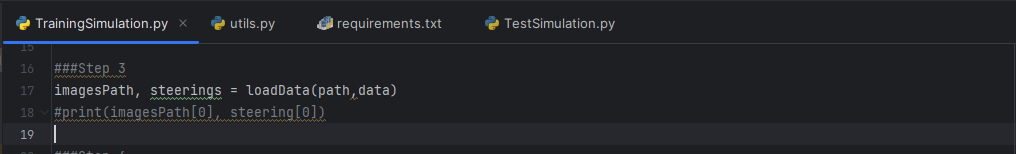 TrainingSimulation.py × utils.py requirements.txt TestSimulation.py
15
16 ###Step 3
17 imagesPath, steerings = loadData(path,data)
18 #print(imagesPath[0], steering[0])
19